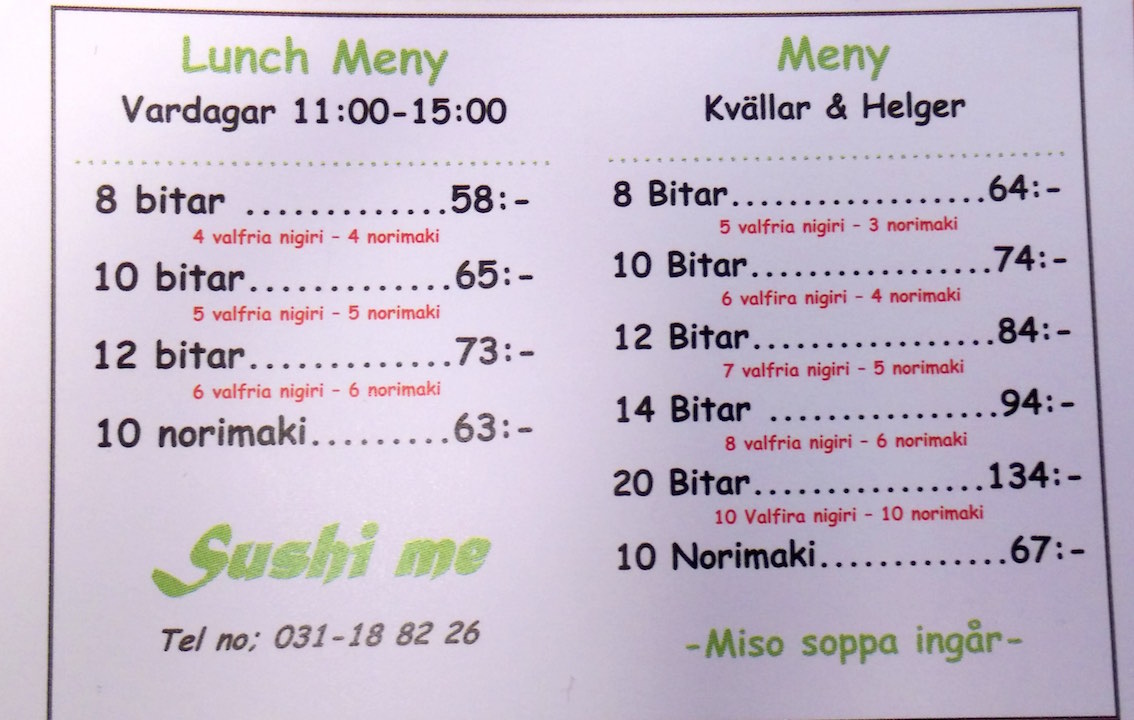 Lunch Meny
Vardagar 11:00-15:00
8 bitar .............58:-
4 valfria nigiri - 4 norimaki
10 bitar.............65:-
5 valfria nigiri - 5 norimaki
12 bitar.............73:-
6 valfria nigiri - 6 norimaki
10 norimaki.........63:-
Sushi me
Tel no; 031-18 82 26
Meny
Kvällar & Helger
8 Bitar..................64:-
5 valfria nigiri - 3 norimaki
10 Bitar.................74:-
6 valfira nigiri - 4 norimaki
12 Bitar.................84:-
7 valfria nigiri - 5 norimaki
14 Bitar ................94:-
8 valfria nigiri - 6 norimaki
20 Bitar................134:-
10 Valfira nigiri - 10 norimaki
10 Norimaki.............67:-
-Miso soppa ingår-